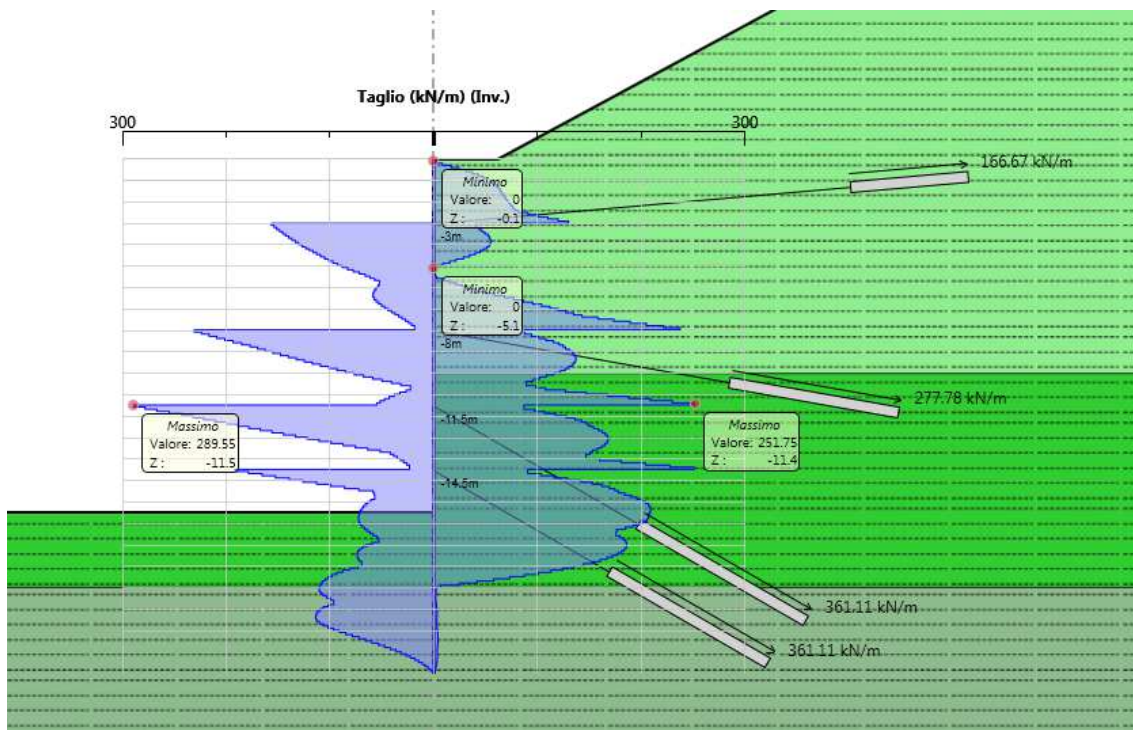 Taglio (kN/m) (Inv.)
300
300
166.67 kN/m
Minimo
Valore: 0
Z : -0.1
-3m
Minimo
Valore: 0
Z : -5.1
-8m
277.78 kN/m
Massimo
Valore: 289.55
Z : -11.5
-11.5m
Massimo
Valore: 251.75
Z : -11.4
-14.5m
361.11 kN/m
361.11 kN/m